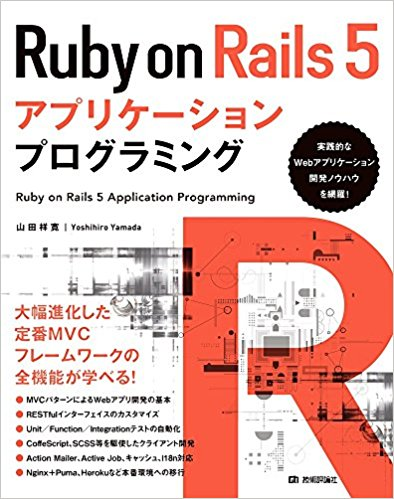 Ruby on Rails 5
アプリケーション
プログラミング
Ruby on Rails 5 Application Programming
山田祥寛 | Yoshihiro Yamada
実践的な
Webアプリケーション
開発ノウハウ
を網羅!
R
大幅進化した
定番MVC
フレームワークの
全機能が学べる!
●MVCパターンによるWebアプリ開発の基本
●RESTfulインターフェイスのカスタマイズ
●Unit/Function/Integrationテストの自動化
●CoffeScript、SCSS等を駆使したクライアント開発
●Action Mailer、Active Job、キャッシュ、i18n対応
●Nginx+Puma、Herokuなど本番環境への移行
技術評論社